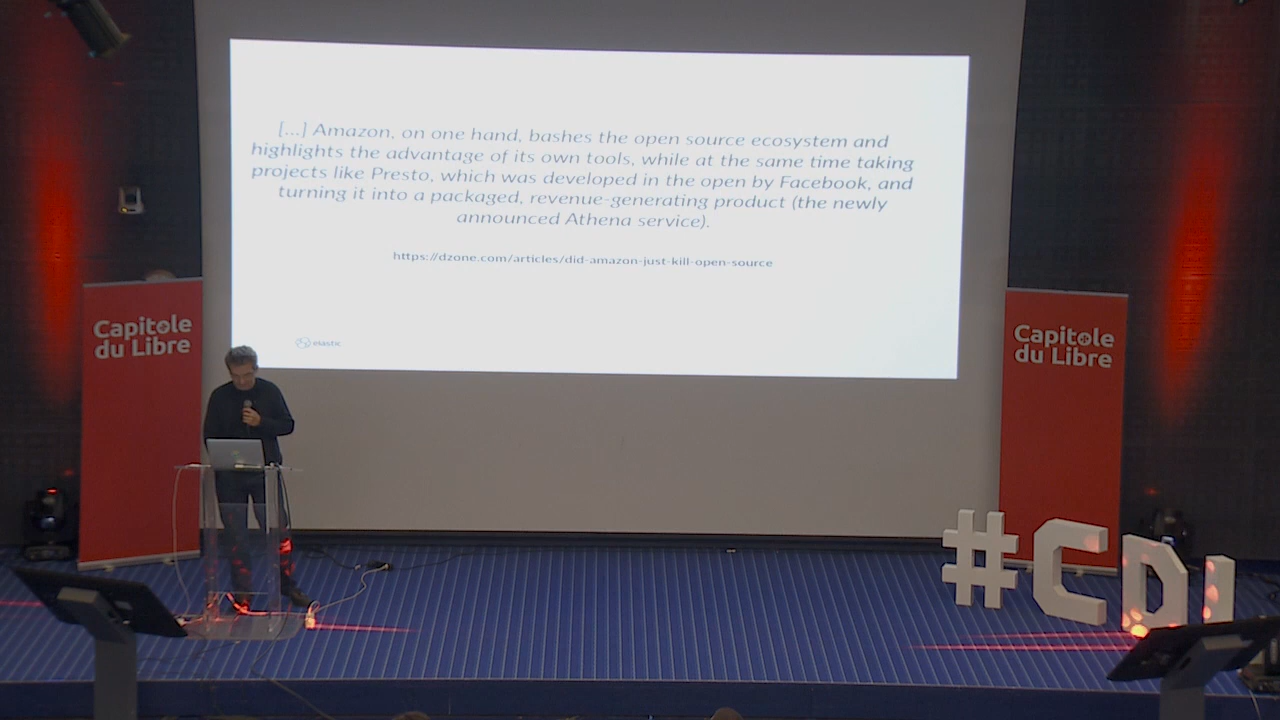 [...] Amazon, on one hand, bashes the open source ecosystem and
highlights the advantage of its own tools, while at the same time taking
projects like Presto, which was developed in the open by Facebook, and
turning it into a packaged, revenue-generating product (the newly
announced Athena service).
https://dzone.com/articles/did-amazon-just-kill-open-source
elastic
Capitole
du Libre
Capitole
du Libre
#CDL